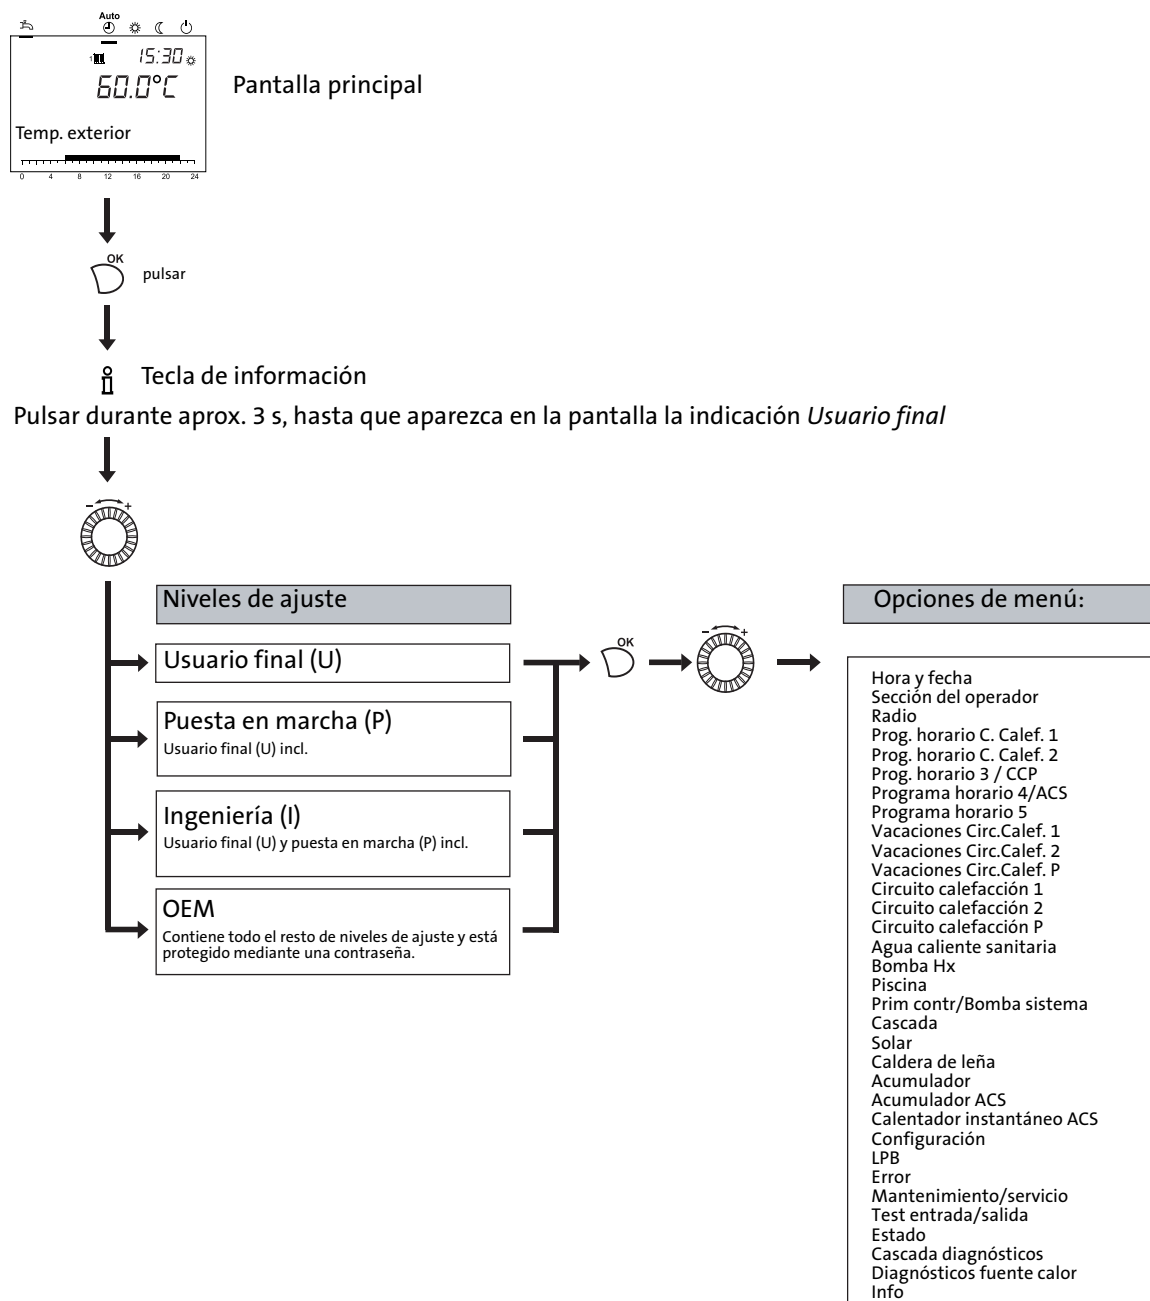 Auto
15:30
60.0°C
Pantalla principal
Temp. exterior
0 4 8 12 16 20 24
OK
pulsar
Tecla de información
Pulsar durante aprox. 3 s, hasta que aparezca en la pantalla la indicación Usuario final
- +
Niveles de ajuste
Usuario final (U)
Puesta en marcha (P)
Usuario final (U) incl.
Ingeniería (I)
Usuario final (U) y puesta en marcha (P) incl.
OEM
Contiene todo el resto de niveles de ajuste y está
protegido mediante una contraseña.
OK
- +
Opciones de menú:
Hora y fecha
Sección del operador
Radio
Prog. horario C. Calef. 1
Prog. horario C. Calef. 2
Prog. horario 3 / CCP
Programa horario 4/ACS
Programa horario 5
Vacaciones Circ.Calef. 1
Vacaciones Circ.Calef. 2
Vacaciones Circ.Calef. P
Circuito calefacción 1
Circuito calefacción 2
Circuito calefacción P
Agua caliente sanitaria
Bomba Hx
Piscina
Prim contr/Bomba sistema
Cascada
Solar
Caldera de leña
Acumulador
Acumulador ACS
Calentador instantáneo ACS
Configuración
LPB
Error
Mantenimiento/servicio
Test entrada/salida
Estado
Cascada diagnósticos
Diagnósticos fuente calor
Info